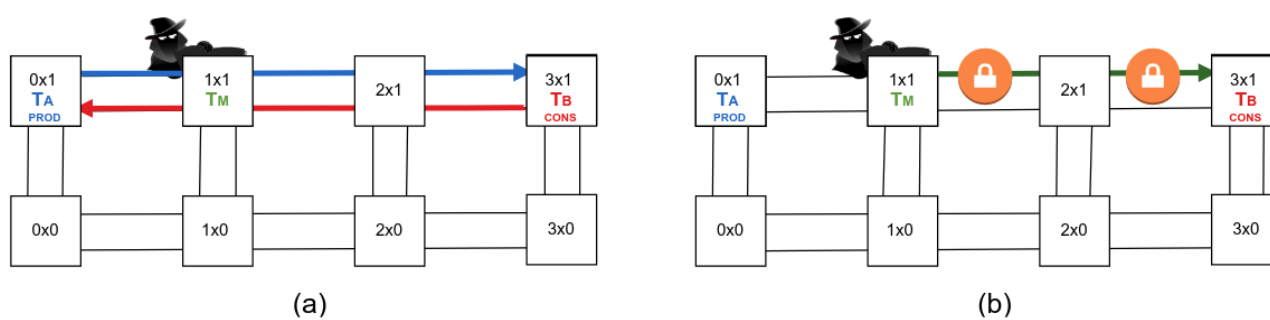 0x1
TA
PROD
1x1
TM
2x1
3x1
TB
CONS
0x0
1x0
2x0
3x0
(a)
0x1
TA
PROD
1x1
TM
2x1
3x1
TB
CONS
0x0
1x0
2x0
3x0
(b)